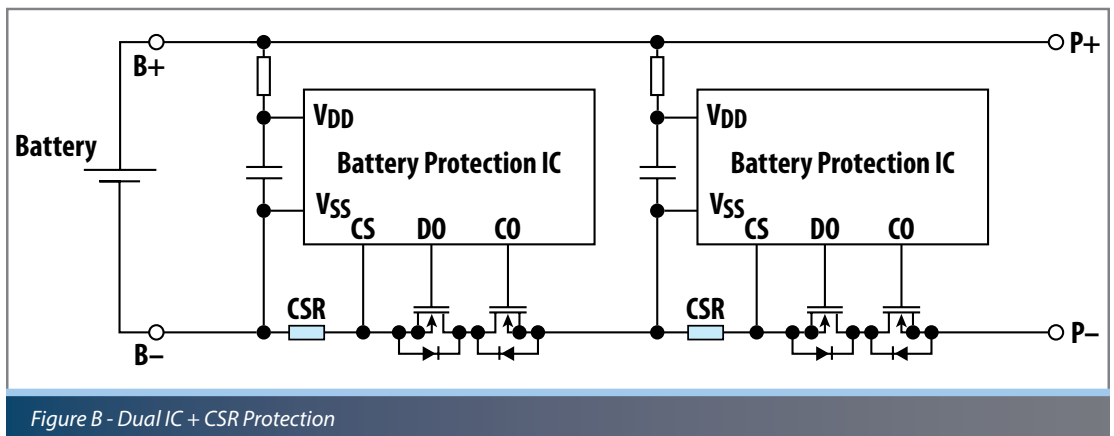 B+
P+
Battery
VDD
Battery Protection IC
VSS
CS DO CO
CSR
B–
VDD
Battery Protection IC
VSS
CS DO CO
CSR
P–
Figure B - Dual IC + CSR Protection